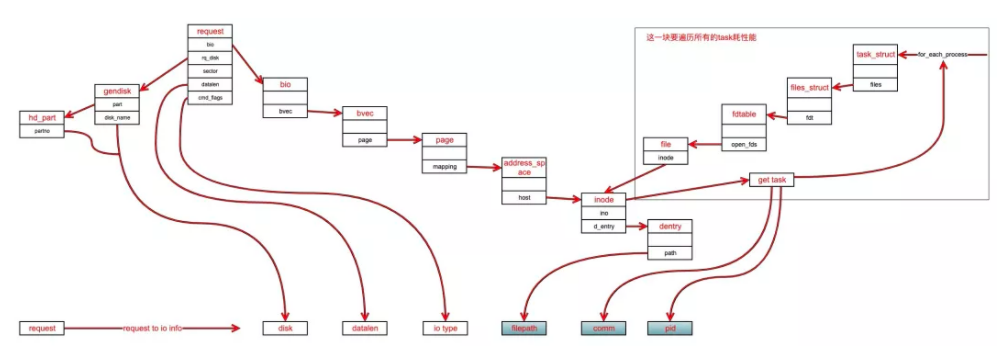 request
bio
rq_disk
sector
datalen
cmd_flags
gendisk
part
disk_name
hd_part
partno
bio
bvec
bvec
page
page
mapping
address_sp
ace
host
inode
ino
d_entry
dentry
path
这一块要遍历所有的task耗性能
task_struct
files
for_each_process
files_struct
fdt
fdtable
open_fds
file
inode
get task
request
request to io info
disk
datalen
io type
filepath
comm
pid